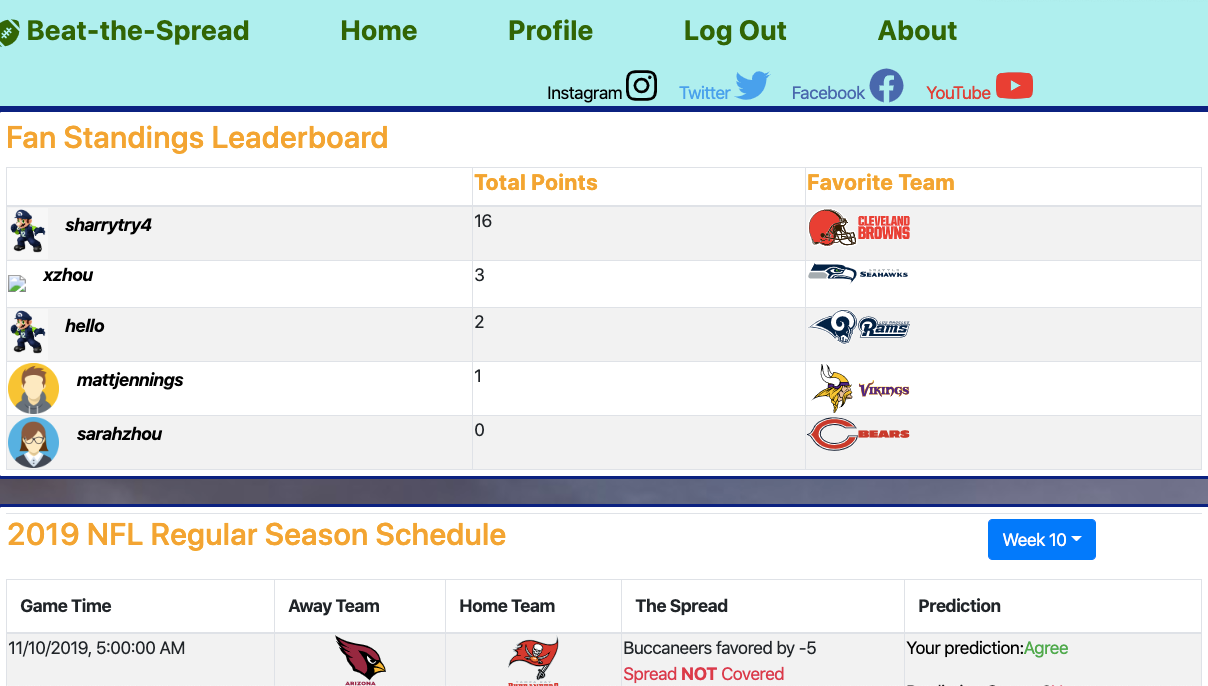 Beat-the-Spread Home Profile Log Out About
Instagram Twitter Facebook YouTube
Fan Standings Leaderboard
Total Points Favorite Team
sharrytry4 16 CLEVELAND
BROWNS
xzhou 3 SEAHAWKS
hello 2 Rams
mattjennings 1 VIKINGS
sarahzhou 0 BEARS
2019 NFL Regular Season Schedule Week 10
Game Time Away Team Home Team The Spread Prediction
11/10/2019, 5:00:00 AM Buccaneers favored by -5 Your prediction:Agree
ARIZONA Spread NOT Covered